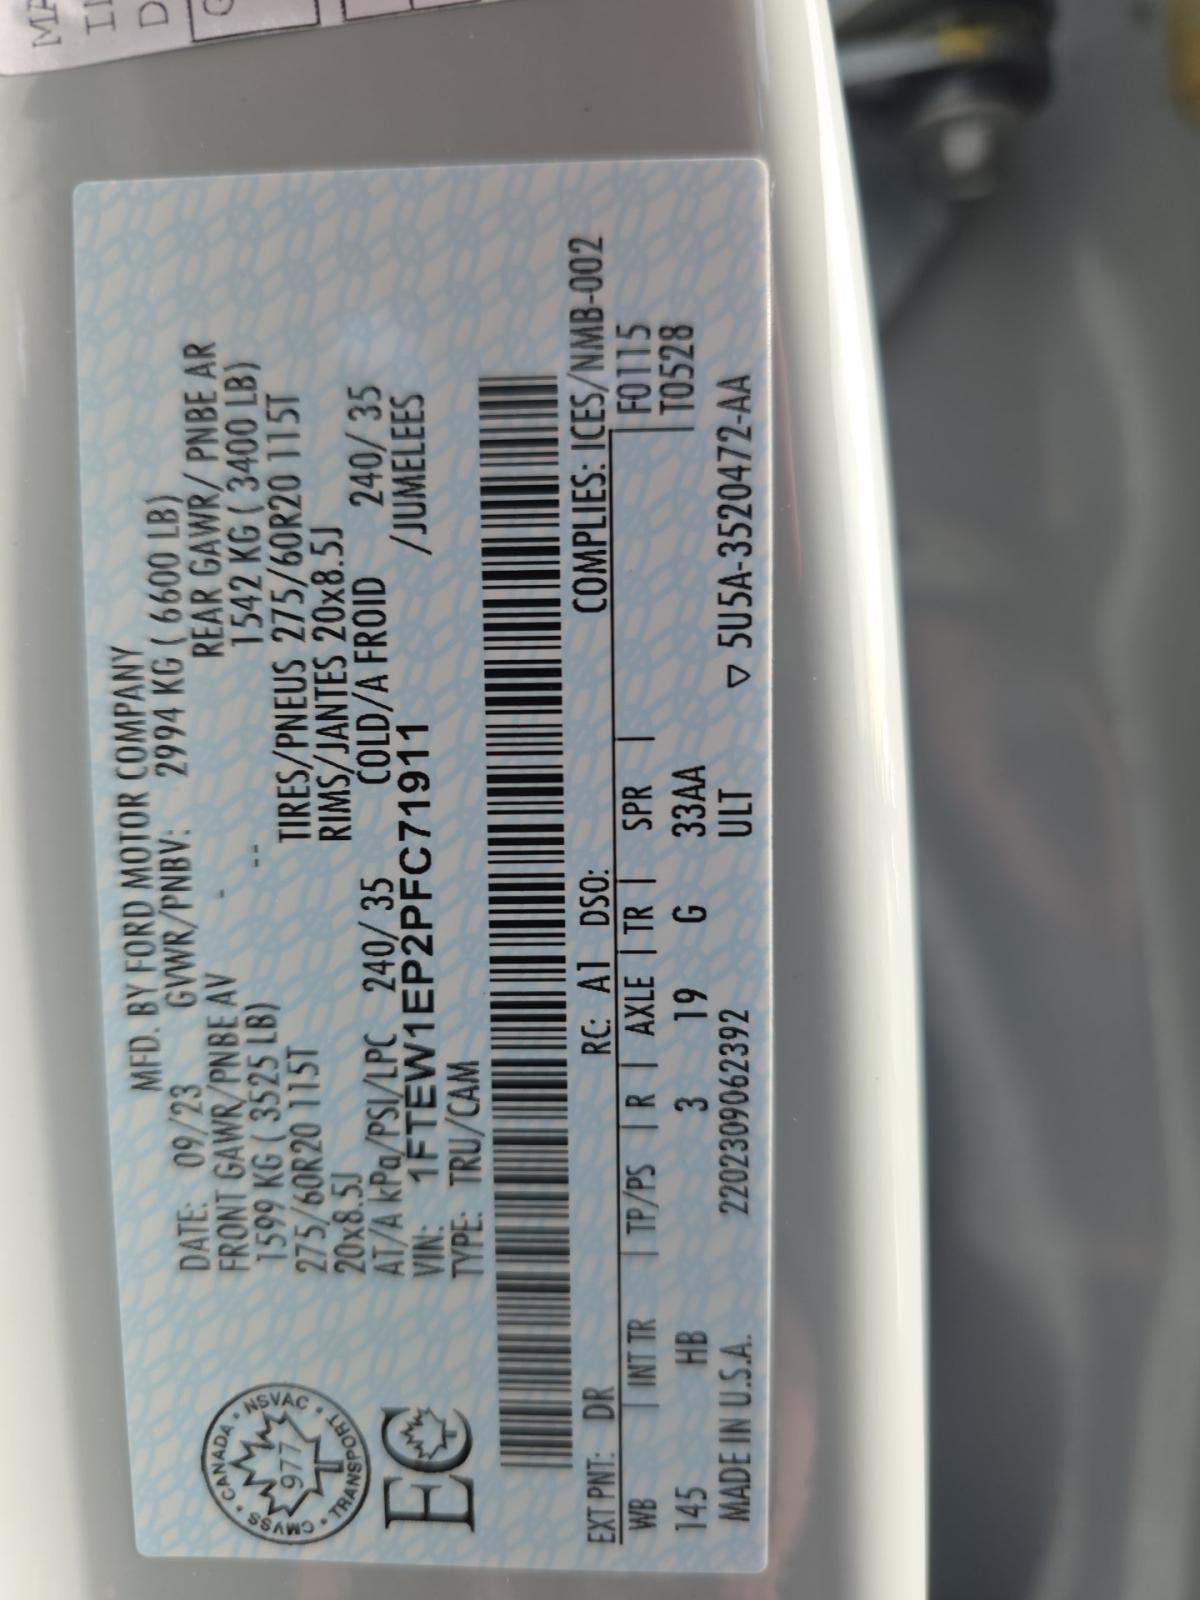 MFD. BY FORD MOTOR COMPANY
DATE: 09/23 GVWR/PNBV: 2994 KG ( 6600 LB)
FRONT GAWR/PNBE AV - REAR GAWR/ PNBE AR
1599 KG ( 3525 LB) -- 1542 KG ( 3400 LB)
275/60R20 115T TIRES/PNEUS 275/60R20 115T
20x8.5J RIMS/JANTES 20x8.5J
AT/A kPa/PSI/LPC 240/ 35 COLD/A FROID 240/ 35
VIN: 1FTEW1EP2PFC71911 /JUMELEES
TYPE: TRU/CAM
CANADA • NSVAC • TRANSPORT • CMVSS •
977
EC
EXT PNT: DR RC: A1 DSO: COMPLIES: ICES/NMB-002
WB | INT TR | TP/PS | R | AXLE | TR | SPR | F0115
145 HB 3 19 G 33AA T0528
MADE IN U.S.A. 220230906239​2 ULT ▽ 5U5A-3520472-AA
MA
D
G